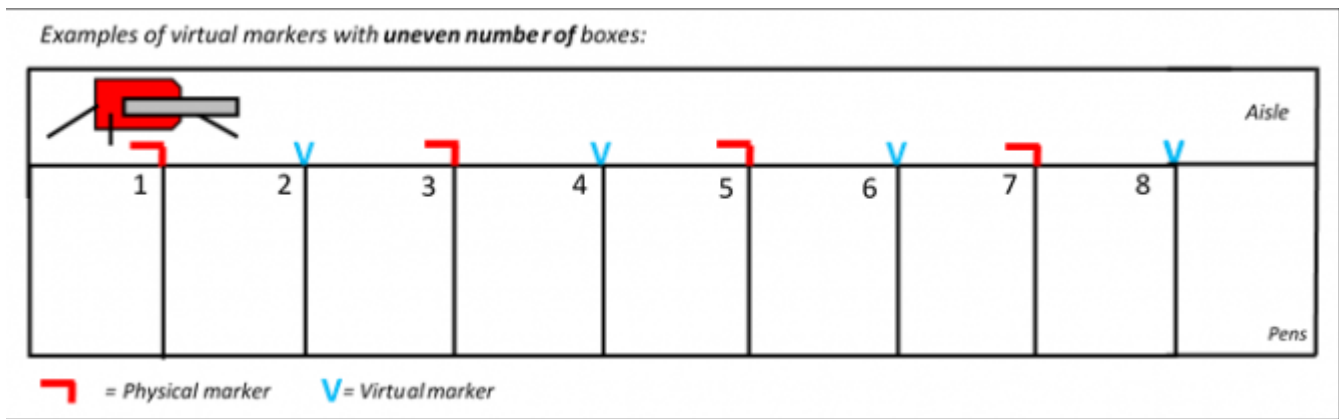 Examples of virtual markers with uneven number of boxes:
Aisle
1 2 3 4 5 6 7 8
Pens
= Physical marker V = Virtual marker